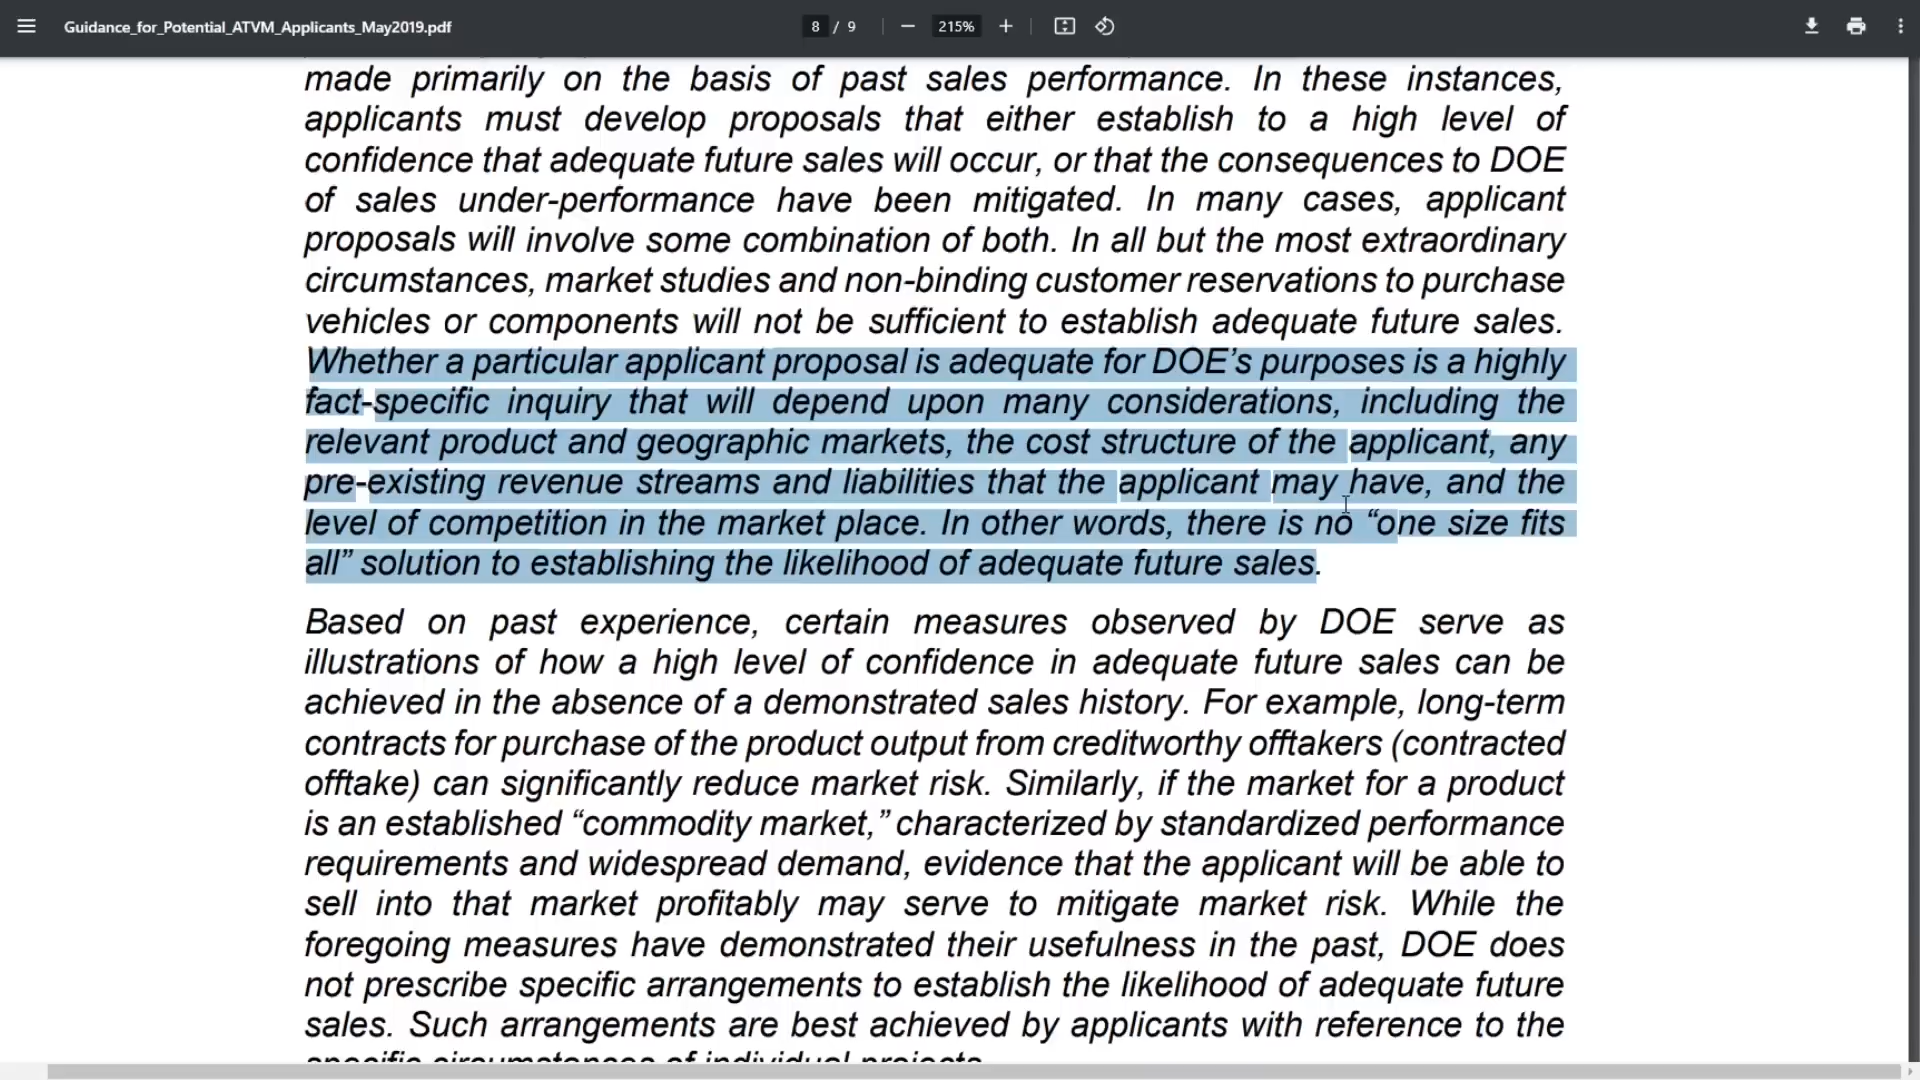 Guidance_for_Potential_ATVM_Applicants_May2019.pdf
8 / 9
215%
made primarily on the basis of past sales performance. In these instances,
applicants must develop proposals that either establish to a high level of
confidence that adequate future sales will occur, or that the consequences to DOE
of sales under-performance have been mitigated. In many cases, applicant
proposals will involve some combination of both. In all but the most extraordinary
circumstances, market studies and non-binding customer reservations to purchase
vehicles or components will not be sufficient to establish adequate future sales.
Whether a particular applicant proposal is adequate for DOE’s purposes is a highly
fact-specific inquiry that will depend upon many considerations, including the
relevant product and geographic markets, the cost structure of the applicant, any
pre-existing revenue streams and liabilities that the applicant may have, and the
level of competition in the market place. In other words, there is no “one size fits
all” solution to establishing the likelihood of adequate future sales.
Based on past experience, certain measures observed by DOE serve as
illustrations of how a high level of confidence in adequate future sales can be
achieved in the absence of a demonstrated sales history. For example, long-term
contracts for purchase of the product output from creditworthy offtakers (contracted
offtake) can significantly reduce market risk. Similarly, if the market for a product
is an established “commodity market,” characterized by standardized performance
requirements and widespread demand, evidence that the applicant will be able to
sell into that market profitably may serve to mitigate market risk. While the
foregoing measures have demonstrated their usefulness in the past, DOE does
not prescribe specific arrangements to establish the likelihood of adequate future
sales. Such arrangements are best achieved by applicants with reference to the
specific circumstances of individual projects.